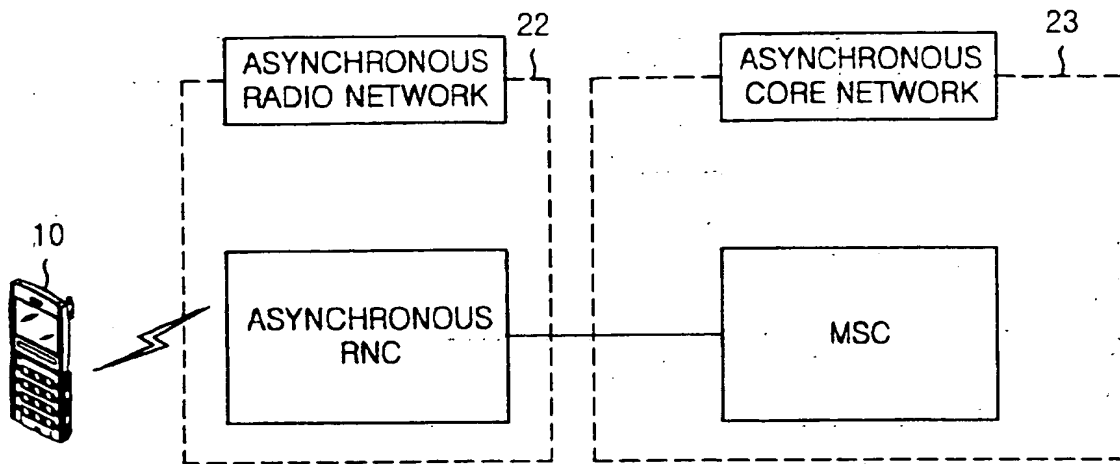 22
23
ASYNCHRONOUS
RADIO NETWORK
ASYNCHRONOUS
CORE NETWORK
10
ASYNCHRONOUS
RNC
MSC